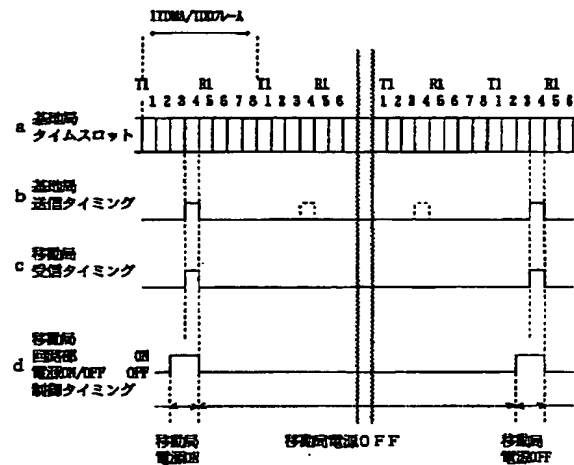 1TDMA/TDDフレーム
T1 R1 T1 R1 T1 R1 T1 R1
1 2 3 4 5 6 7 8 1 2 3 4 5 6 1 2 3 4 5 6 7 8 1 2 3 4 5 6
a 基地局
タイムスロット
b 基地局
送信タイミング
c 移動局
受信タイミング
移動局
d 回路部 ON
電源ON/OFF OFF
制御タイミング
移動局 移動局電源OFF 移動局
電源ON 電源OFF